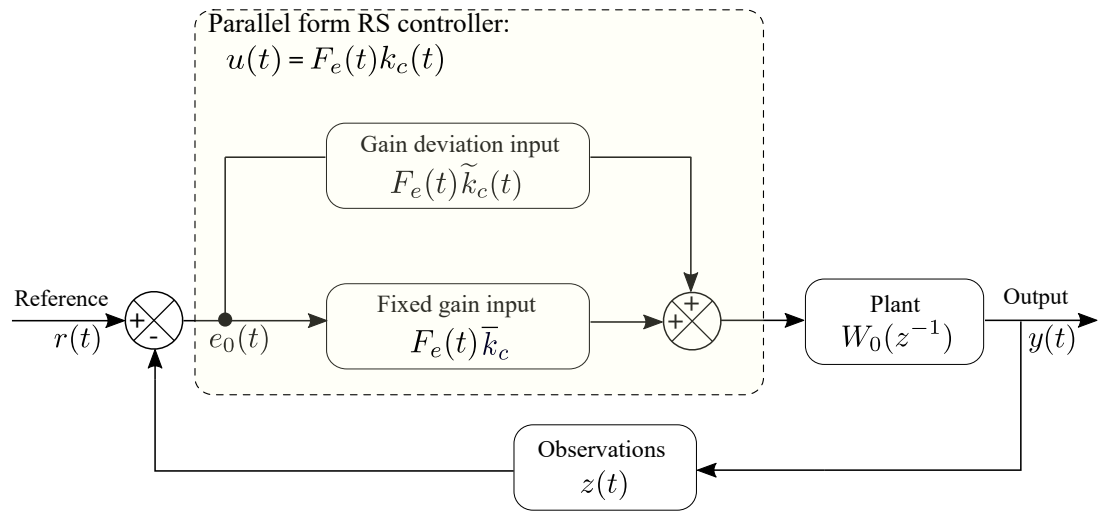 Parallel form RS controller:
u(t) = F_e(t)k_c(t)
Gain deviation input
F_e(t)k̃_c(t)
Reference
r(t)
+
-
e_0(t)
Fixed gain input
F_e(t)k̅_c
+
+
Plant
W_0(z^{-1})
Output
y(t)
Observations
z(t)